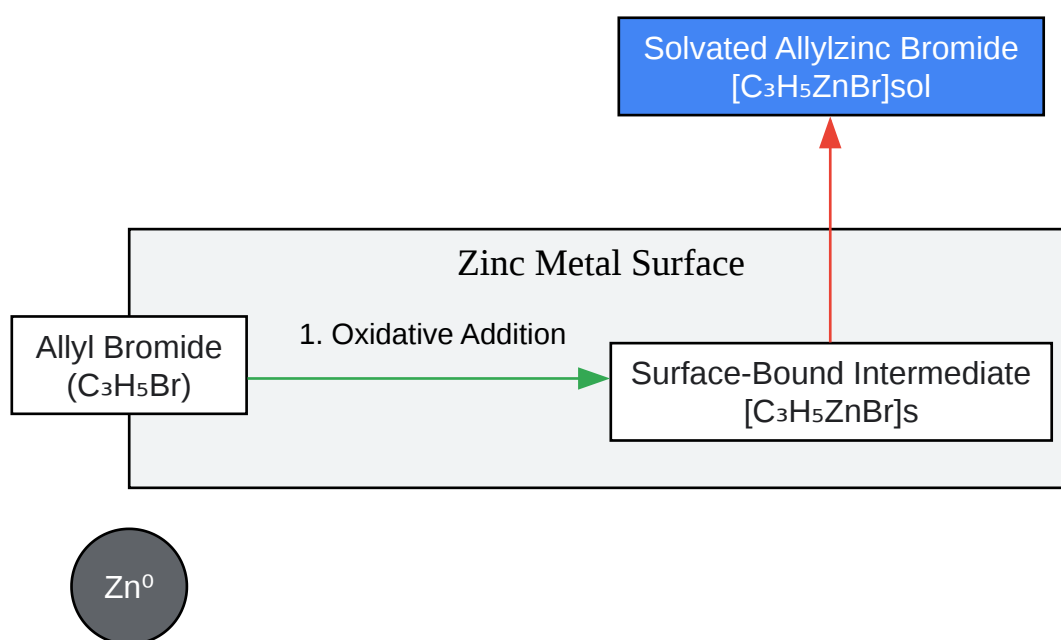 Solvated Allylzinc Bromide
[C₃H₅ZnBr]sol
Zinc Metal Surface
1. Oxidative Addition
Allyl Bromide
(C₃H₅Br)
Surface-Bound Intermediate
[C₃H₅ZnBr]s
Zn⁰